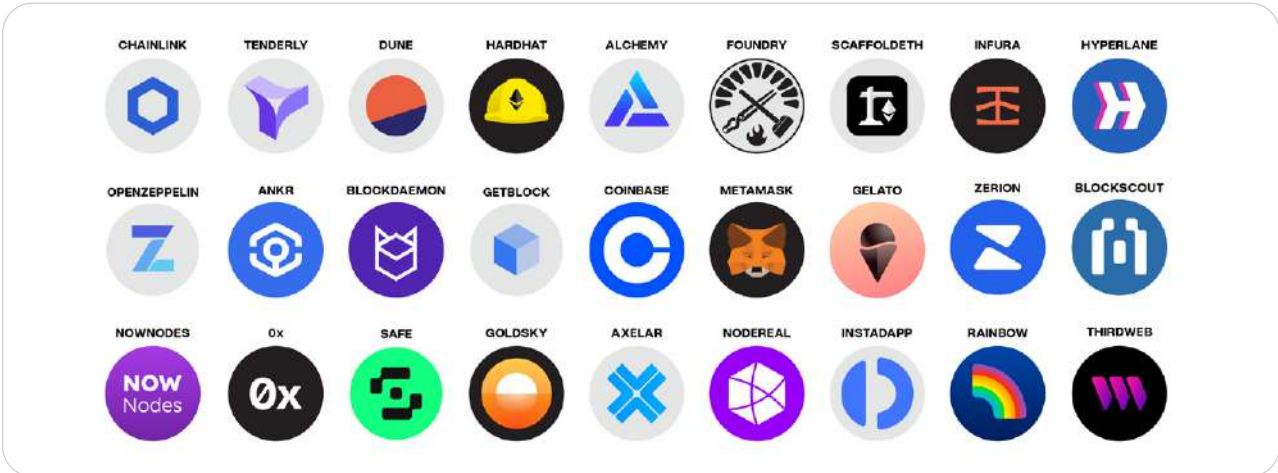 CHAINLINK TENDERLY DUNE HARDHAT ALCHEMY FOUNDRY SCAFFOLDETH INFURA HYPERLANE
OPENZEPPELIN ANKR BLOCKDAEMON GETBLOCK COINBASE METAMASK GELATO ZERION BLOCKSCOUT
NOWNODES 0x SAFE GOLDSKY AXELAR NODEREAL INSTADAPP RAINBOW THIRDWEB
NOW 0x
Nodes